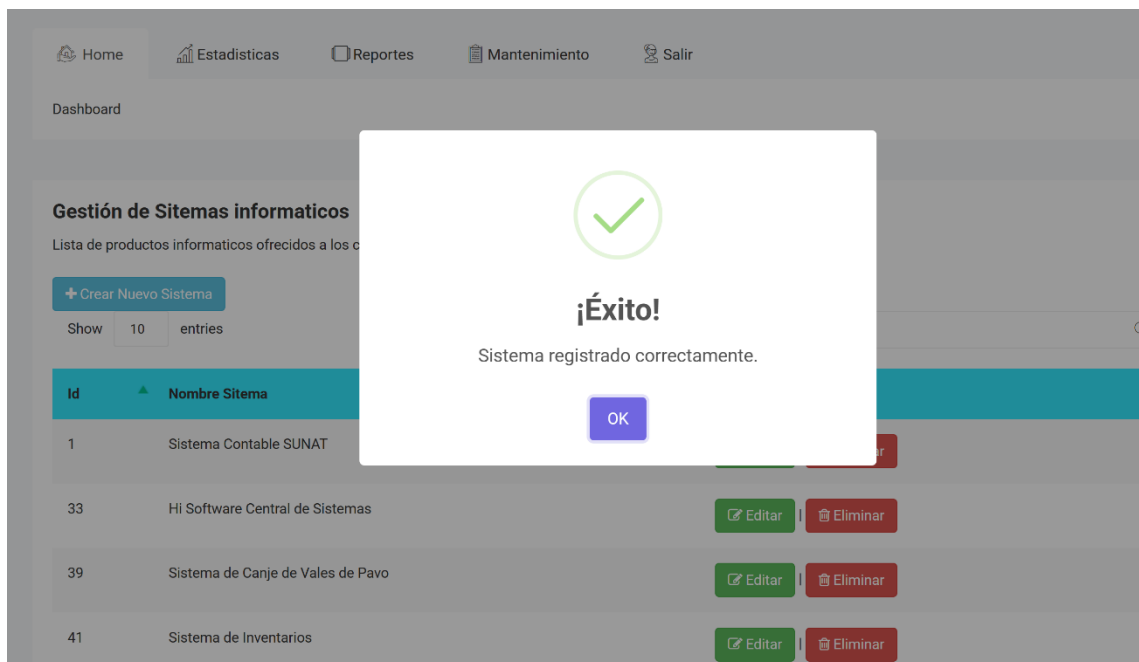 Home Estadisticas Reportes Mantenimiento Salir
Dashboard
Gestión de Sitemas informaticos
Lista de productos informaticos ofrecidos a los c
Crear Nuevo Sistema
Show 10 entries
¡Éxito!
Sistema registrado correctamente.
OK
Id Nombre Sitema
1 Sistema Contable SUNAT
33 Hi Software Central de Sistemas Editar | Eliminar
39 Sistema de Canje de Vales de Pavo Editar | Eliminar
41 Sistema de Inventarios Editar | Eliminar